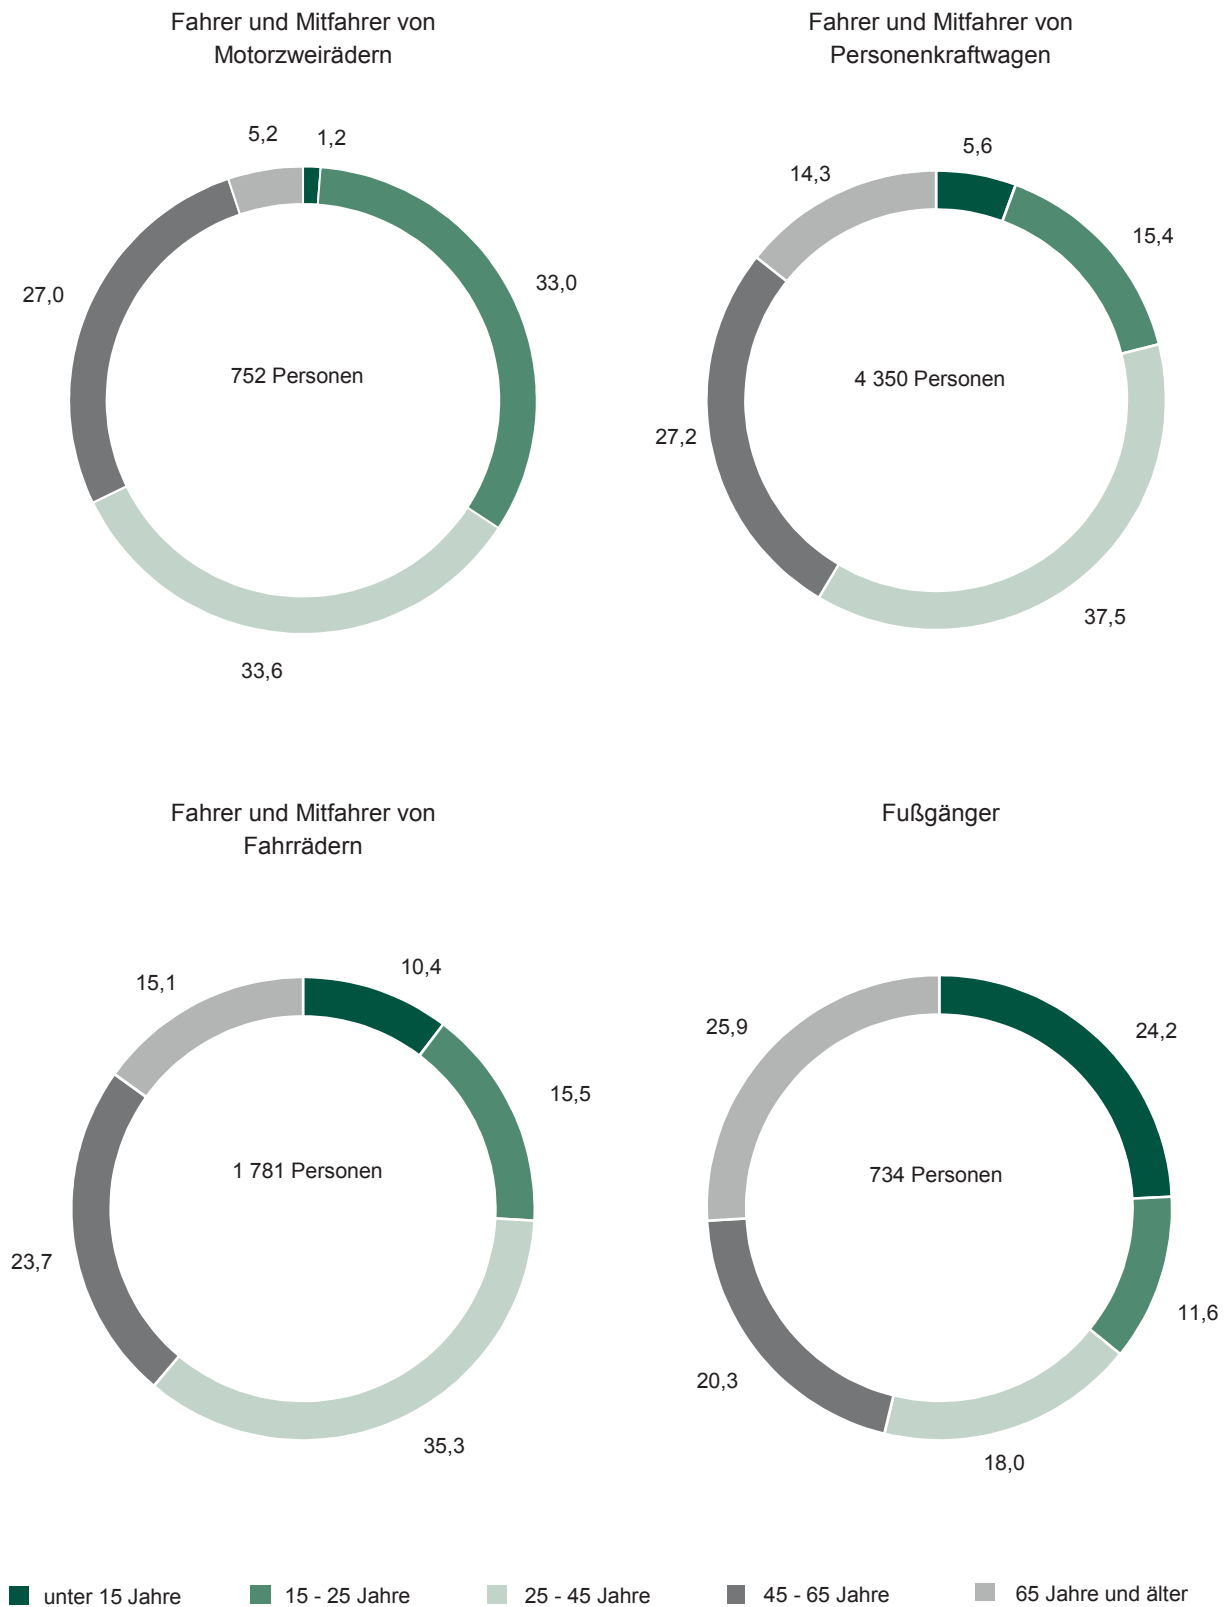 Fahrer und Mitfahrer von
Motorzweirädern
5,2
1,2
33,0
27,0
752 Personen
33,6
Fahrer und Mitfahrer von
Personenkraftwagen
5,6
14,3
15,4
4 350 Personen
27,2
37,5
Fahrer und Mitfahrer von
Fahrrädern
10,4
15,1
15,5
1 781 Personen
23,7
35,3
Fußgänger
25,9
24,2
734 Personen
11,6
20,3
18,0
unter 15 Jahre
15 - 25 Jahre
25 - 45 Jahre
45 - 65 Jahre
65 Jahre und älter